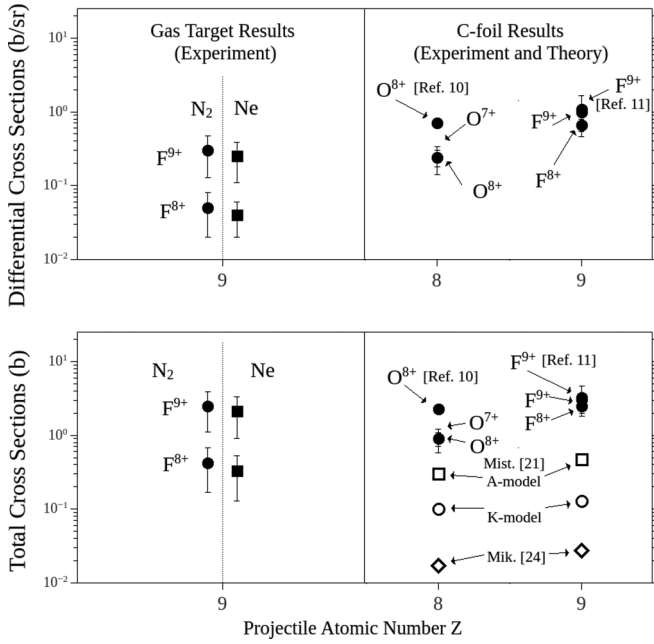 Differential Cross Sections (b/sr)
10¹
10⁰
10⁻¹
10⁻²
Gas Target Results
(Experiment)
N₂ Ne
F⁹⁺
F⁸⁺
9
C-foil Results
(Experiment and Theory)
O⁸⁺ [Ref. 10]
O⁷⁺
O⁸⁺
F⁹⁺
[Ref. 11]
F⁹⁺
F⁸⁺
8 9
Total Cross Sections (b)
10¹
10⁰
10⁻¹
10⁻²
N₂ Ne
F⁹⁺
F⁸⁺
9
F⁹⁺ [Ref. 11]
O⁸⁺ [Ref. 10]
F⁹⁺
O⁷⁺ F⁸⁺
O⁸⁺
Mist. [21]
A-model
K-model
Mik. [24]
8 9
Projectile Atomic Number Z